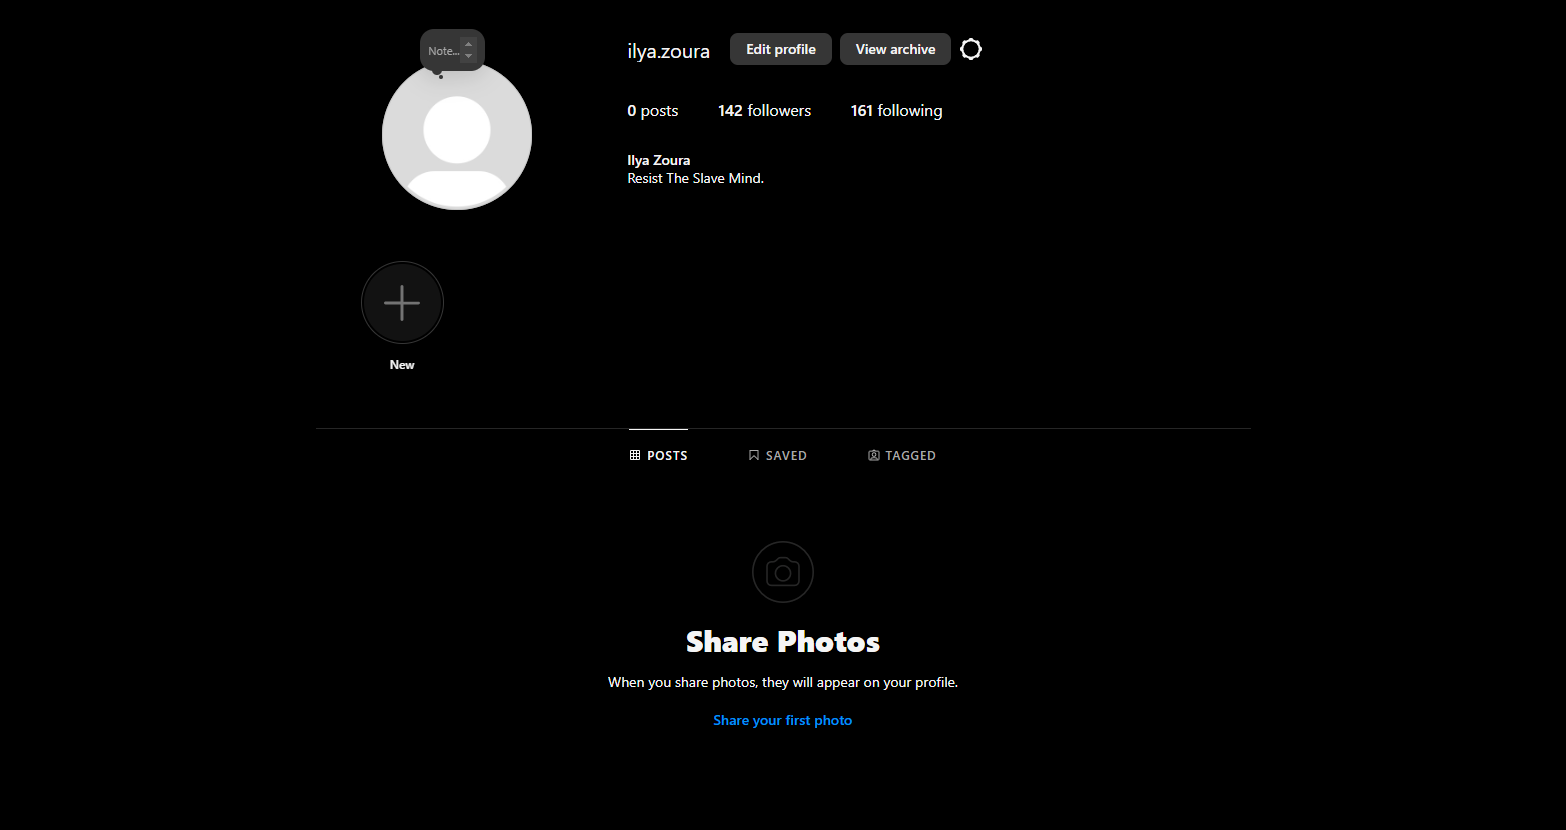 Note...
ilya.zoura Edit profile View archive
0 posts 142 followers 161 following
Ilya Zoura
Resist The Slave Mind.
New
POSTS SAVED TAGGED
Share Photos
When you share photos, they will appear on your profile.
Share your first photo